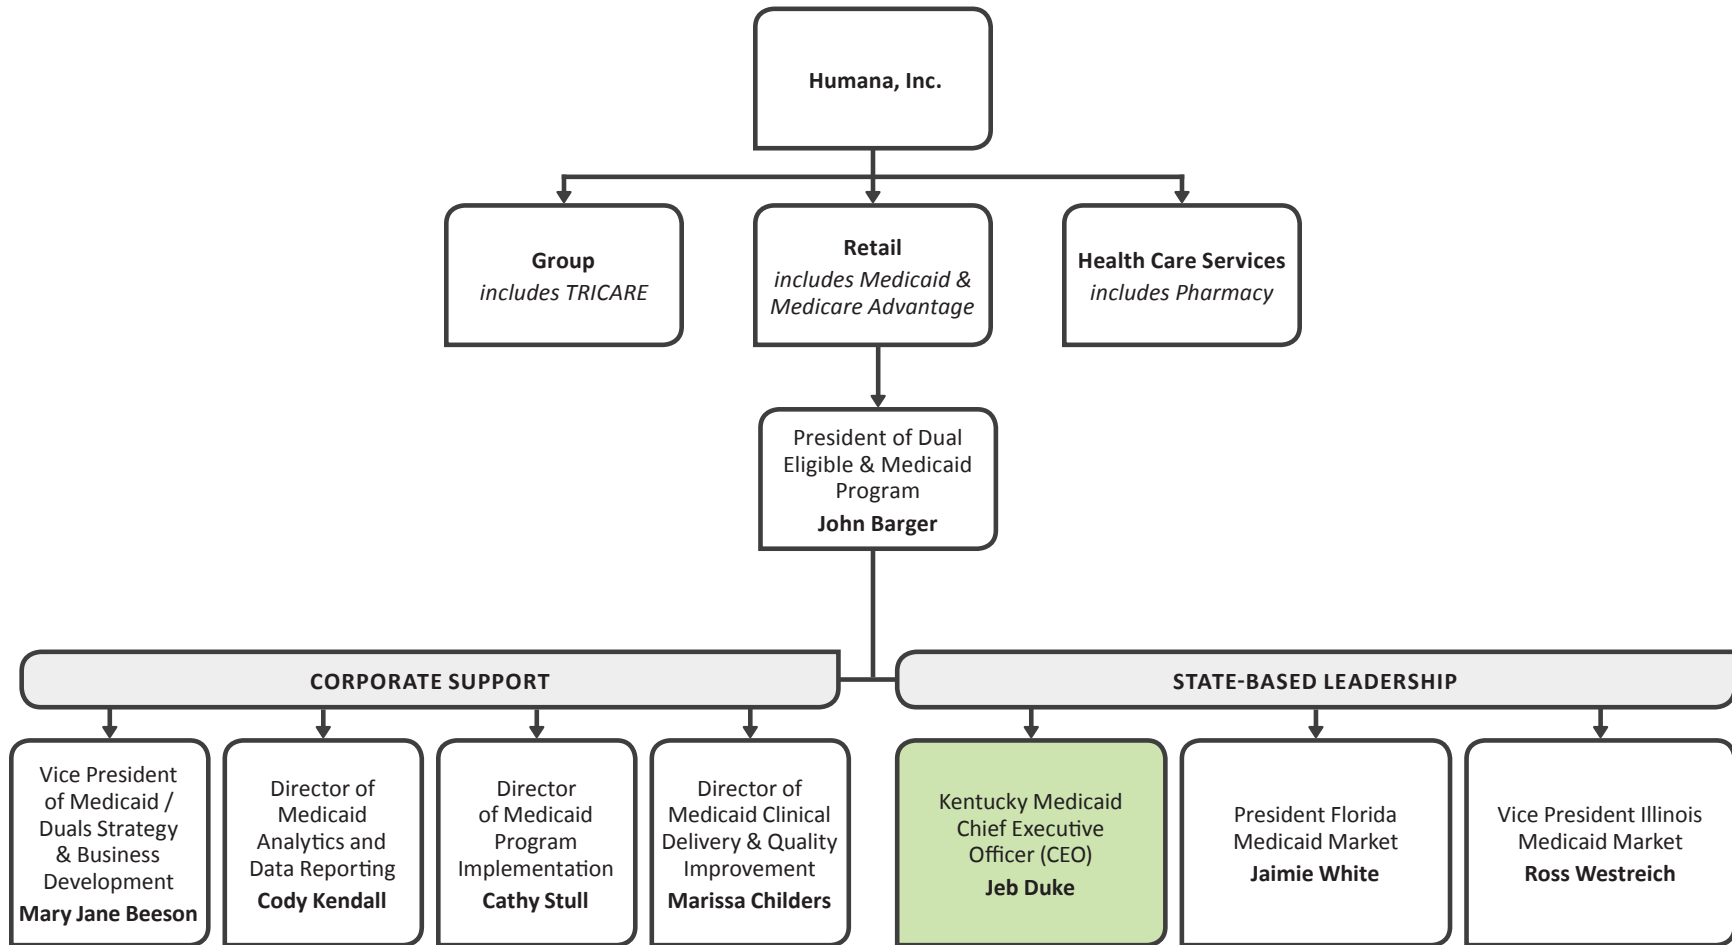 Humana, Inc.
Group
includes TRICARE
Retail
includes Medicaid &
Medicare Advantage
Health Care Services
includes Pharmacy
President of Dual
Eligible & Medicaid
Program
John Barger
CORPORATE SUPPORT
STATE-BASED LEADERSHIP
Vice President
of Medicaid /
Duals Strategy
& Business
Development
Mary Jane Beeson
Director of
Medicaid
Analytics and
Data Reporting
Cody Kendall
Director
of Medicaid
Program
Implementation
Cathy Stull
Director of
Medicaid Clinical
Delivery & Quality
Improvement
Marissa Childers
Kentucky Medicaid
Chief Executive
Officer (CEO)
Jeb Duke
President Florida
Medicaid Market
Jaimie White
Vice President Illinois
Medicaid Market
Ross Westreich